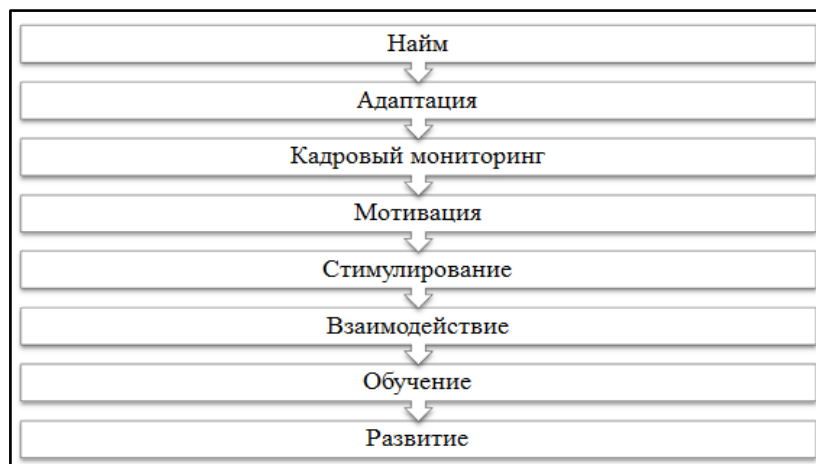 Найм
Адаптация
Кадровый мониторинг
Мотивация
Стимулирование
Взаимодействие
Обучение
Развитие